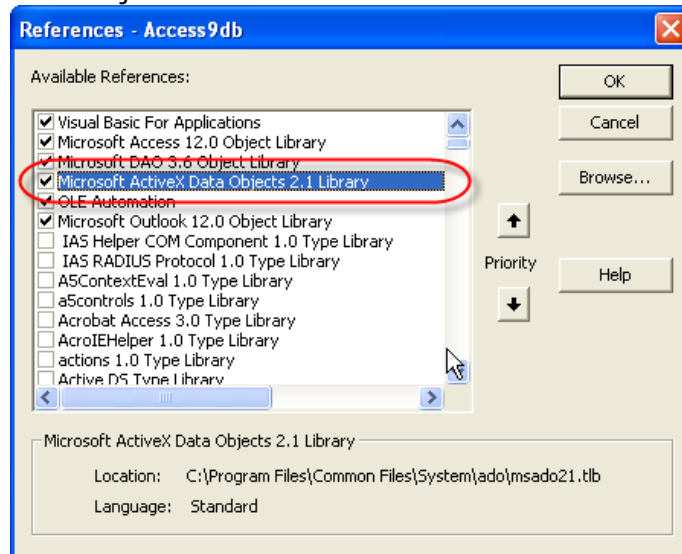 References - Access9db
Available References:
OK
Visual Basic For Applications
Cancel
Microsoft Access 12.0 Object Library
Microsoft DAO 3.6 Object Library
Microsoft ActiveX Data Objects 2.1 Library
Browse...
OLE Automation
Microsoft Outlook 12.0 Object Library
IAS Helper COM Component 1.0 Type Library
IAS RADIUS Protocol 1.0 Type Library
Priority
A5ContextEval 1.0 Type Library
Help
a5controls 1.0 Type Library
Acrobat Access 3.0 Type Library
AcroIEHelper 1.0 Type Library
actions 1.0 Type Library
Active DS Type Library
Microsoft ActiveX Data Objects 2.1 Library
Location: C:\Program Files\Common Files\System\ado\msado21.tlb
Language: Standard